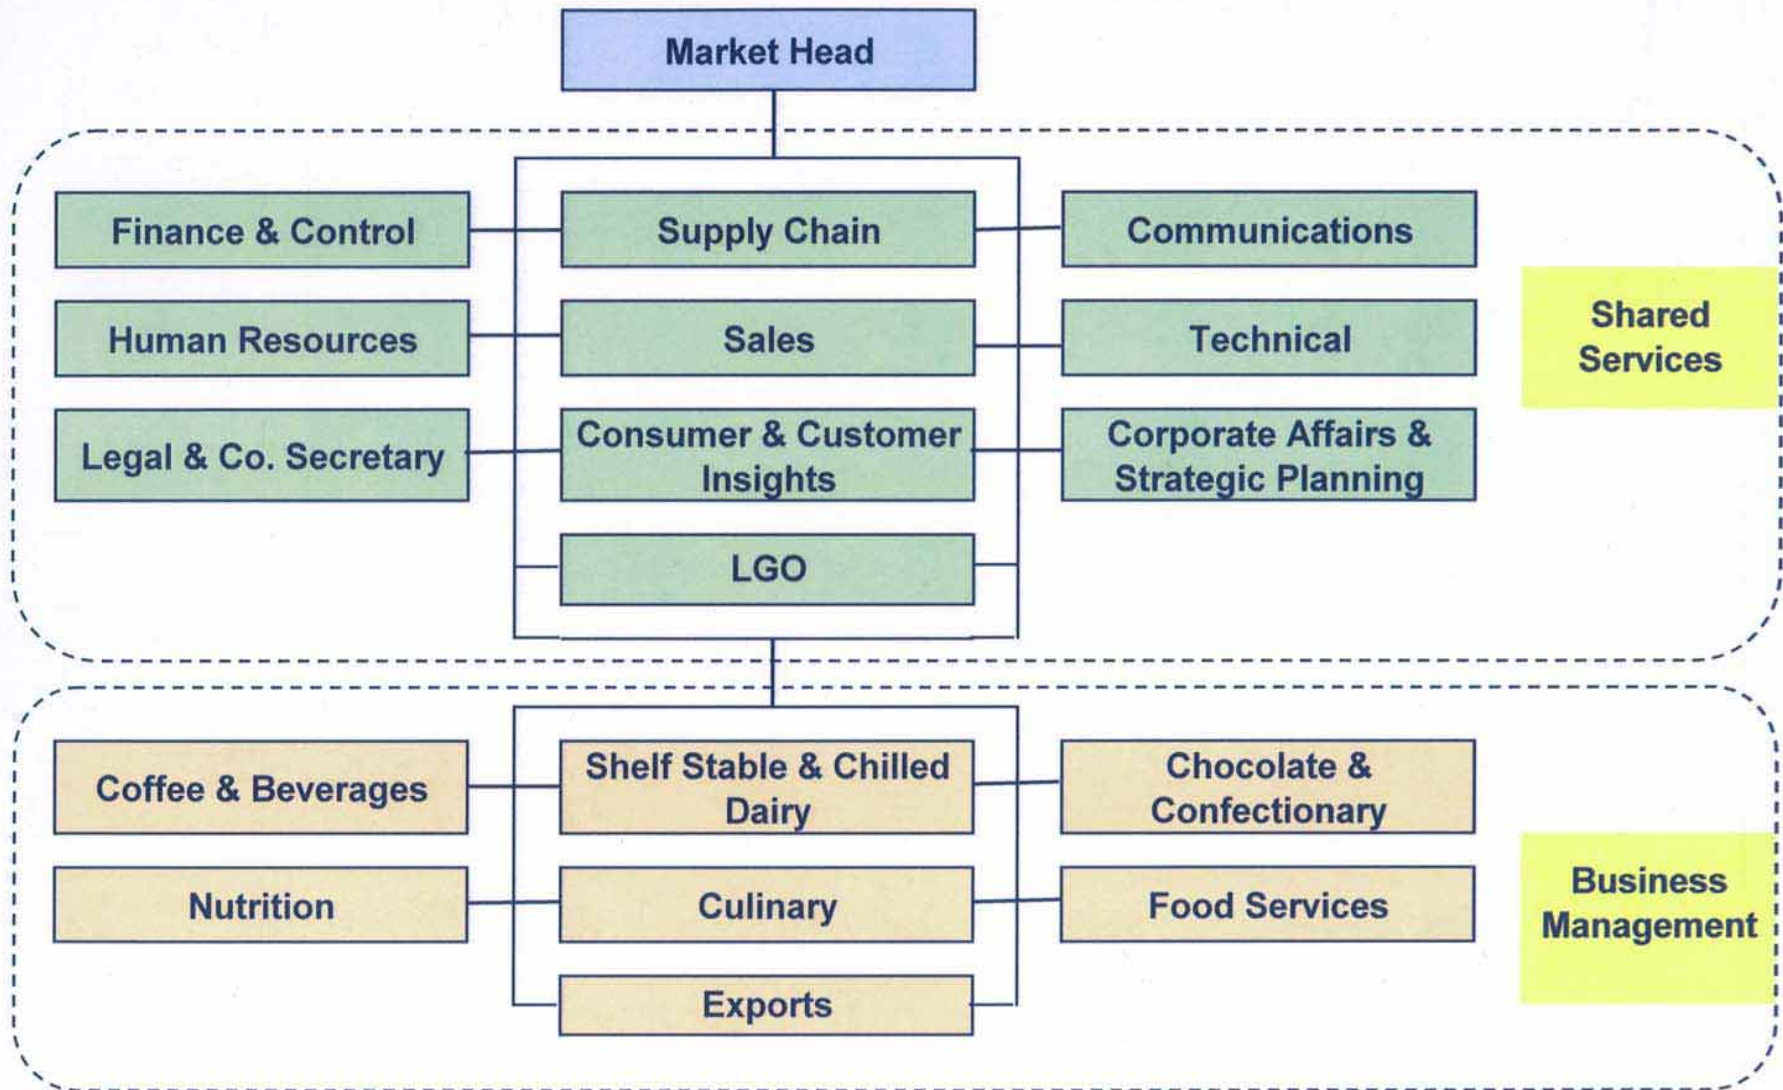 Market Head
Finance & Control
Supply Chain
Communications
Human Resources
Sales
Technical
Shared
Services
Legal & Co. Secretary
Consumer & Customer
Insights
Corporate Affairs &
Strategic Planning
LGO
Coffee & Beverages
Shelf Stable & Chilled
Dairy
Chocolate &
Confectionary
Nutrition
Culinary
Food Services
Business
Management
Exports